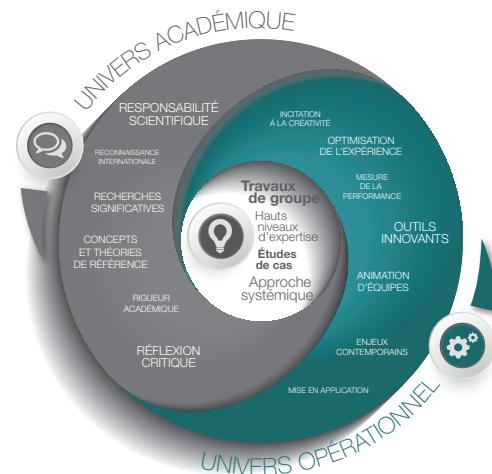 UNIVERS ACADÉMIQUE
RESPONSABILITÉ
SCIENTIFIQUE
RECONNAISSANCE
INTERNATIONALE
RECHERCHES
SIGNIFICATIVES
CONCEPTS
ET THÉORIES
DE RÉFÉRENCE
RIGUEUR
ACADÉMIQUE
RÉFLEXION
CRITIQUE
Travaux
de groupe
Hauts
niveaux
d'expertise
Études
de cas
Approche
systémique
INCITATION
À LA CRÉATIVITÉ
OPTIMISATION
DE L'EXPÉRIENCE
MESURE
DE LA
PERFORMANCE
OUTILS
INNOVANTS
ANIMATION
D'ÉQUIPES
ENJEUX
CONTEMPORAINS
MISE EN APPLICATION
UNIVERS OPÉRATIONNEL